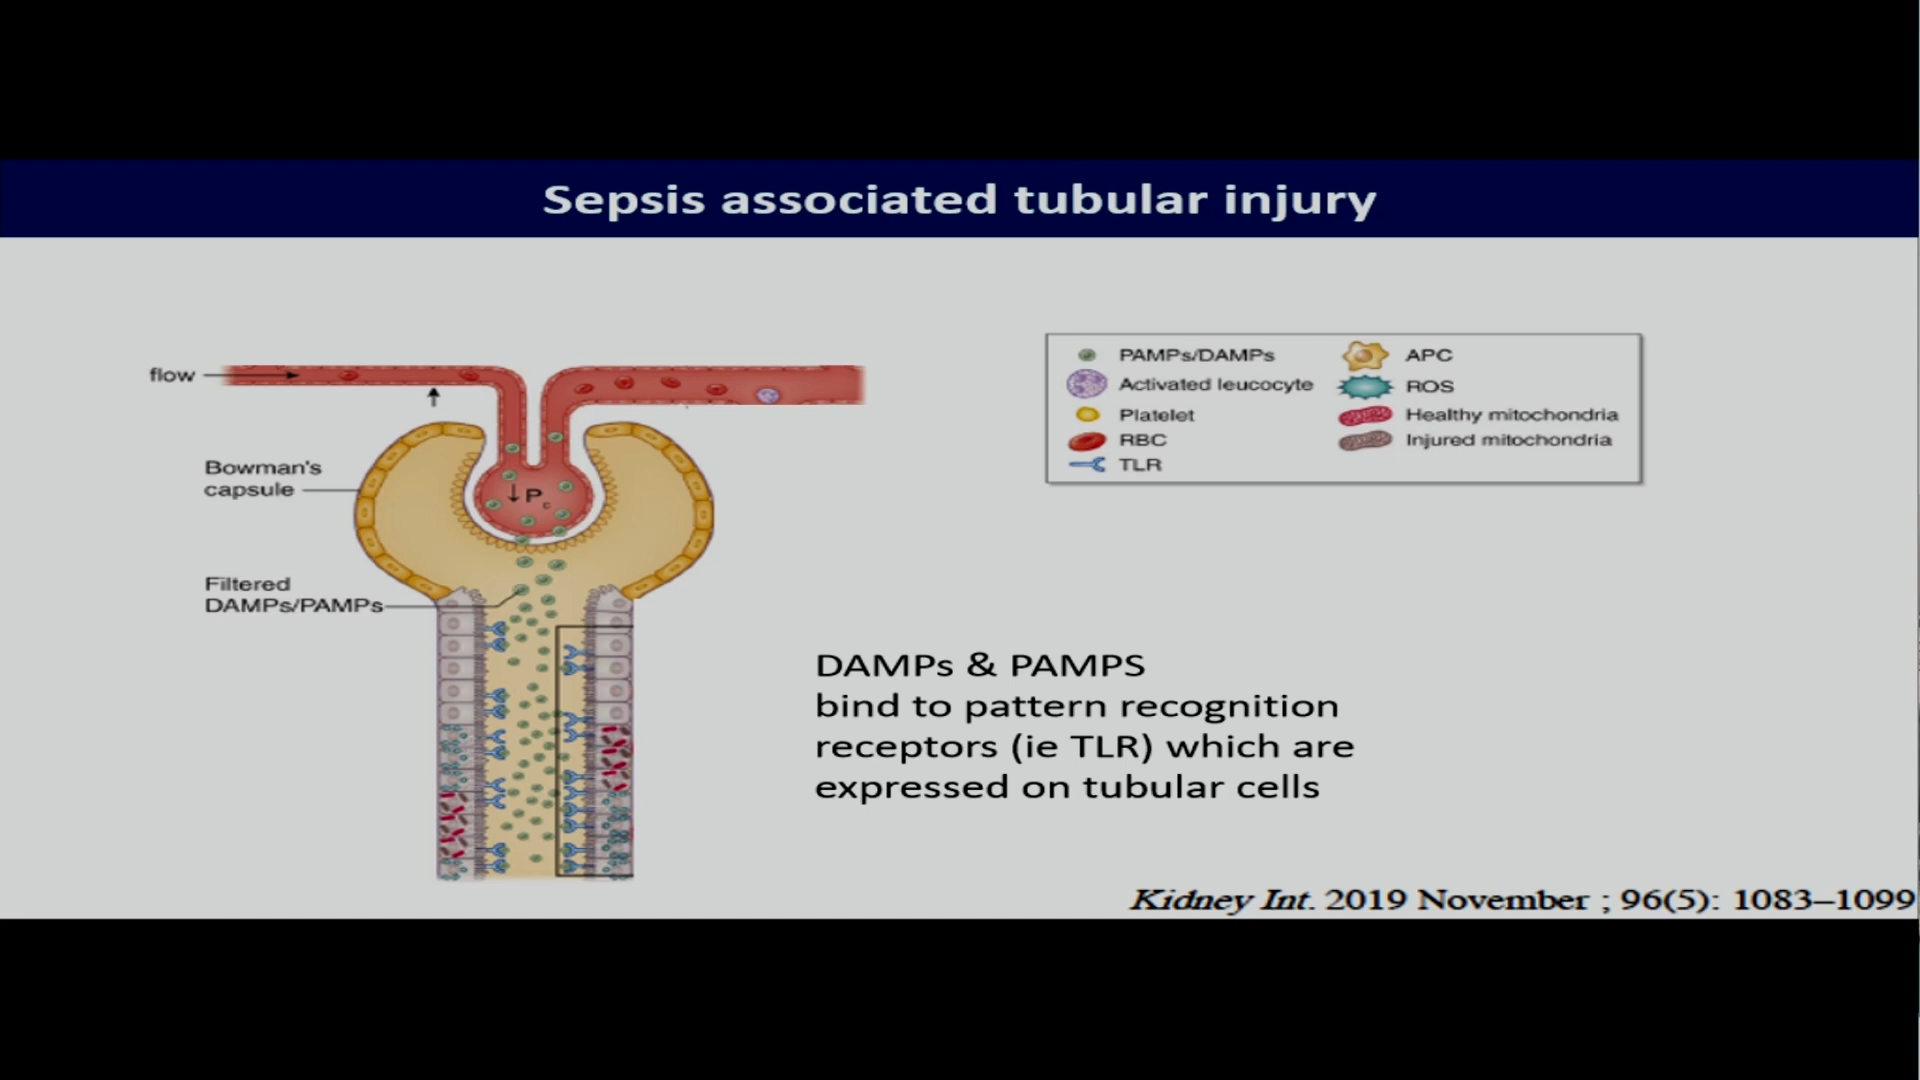 Sepsis associated tubular injury
flow
Bowman's
capsule
↓Pc
Filtered
DAMPs/PAMPs
PAMPs/DAMPs
Activated leucocyte
Platelet
RBC
TLR
APC
ROS
Healthy mitochondria
Injured mitochondria
DAMPs & PAMPS
bind to pattern recognition
receptors (ie TLR) which are
expressed on tubular cells
Kidney Int. 2019 November ; 96(5): 1083–1099